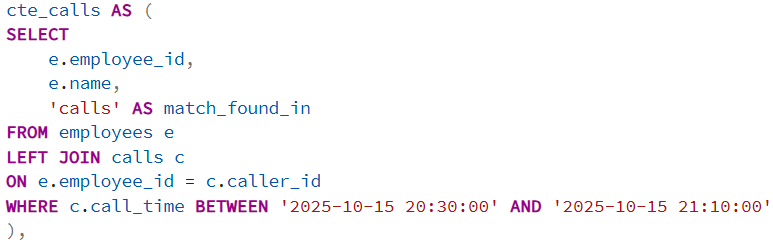 cte_calls AS (
SELECT
    e.employee_id,
    e.name,
    'calls' AS match_found_in
FROM employees e
LEFT JOIN calls c
ON e.employee_id = c.caller_id
WHERE c.call_time BETWEEN '2025-10-15 20:30:00' AND '2025-10-15 21:10:00'
),